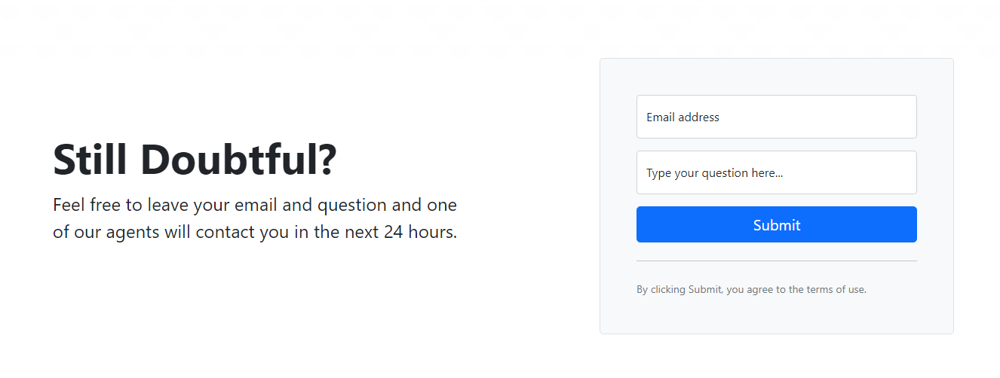 Still Doubtful?
Feel free to leave your email and question and one
of our agents will contact you in the next 24 hours.
Email address
Type your question here...
Submit
By clicking Submit, you agree to the terms of use.